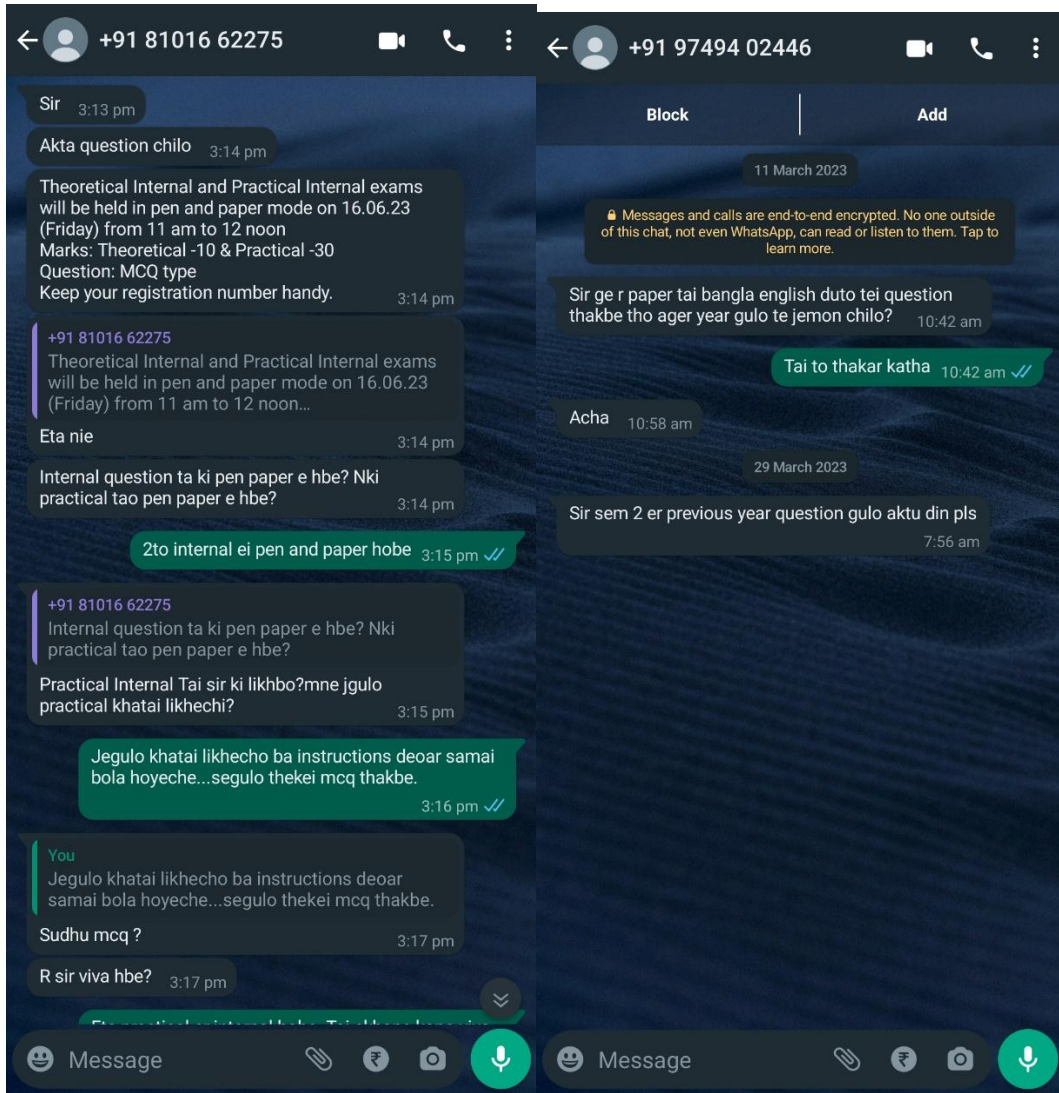 +91 81016 62275
Sir 3:13 pm
Akta question chilo 3:14 pm
Theoretical Internal and Practical Internal exams
will be held in pen and paper mode on 16.06.23
(Friday) from 11 am to 12 noon
Marks: Theoretical -10 & Practical -30
Question: MCQ type
Keep your registration number handy. 3:14 pm
+91 81016 62275
Theoretical Internal and Practical Internal exams
will be held in pen and paper mode on 16.06.23
(Friday) from 11 am to 12 noon...
Eta nie 3:14 pm
Internal question ta ki pen paper e hbe? Nki
practical tao pen paper e hbe? 3:14 pm
2to internal ei pen and paper hobe 3:15 pm
+91 81016 62275
Internal question ta ki pen paper e hbe? Nki
practical tao pen paper e hbe?
Practical Internal Tai sir ki likhbo?mne jgulo
practical khatai likhechi? 3:15 pm
Jegulo khatai likhecho ba instructions deoar samai
bola hoyeche...segulo thekei mcq thakbe.
3:16 pm
You
Jegulo khatai likhecho ba instructions deoar
samai bola hoyeche...segulo thekei mcq thakbe.
Sudhu mcq ? 3:17 pm
R sir viva hbe? 3:17 pm
Message
+91 97494 02446
Block Add
11 March 2023
Messages and calls are end-to-end encrypted. No one outside
of this chat, not even WhatsApp, can read or listen to them. Tap to
learn more.
Sir ge r paper tai bangla english duto tei question
thakbe tho ager year gulo te jemon chilo? 10:42 am
Tai to thakar katha 10:42 am
Acha 10:58 am
29 March 2023
Sir sem 2 er previous year question gulo aktu din pls
7:56 am
Message